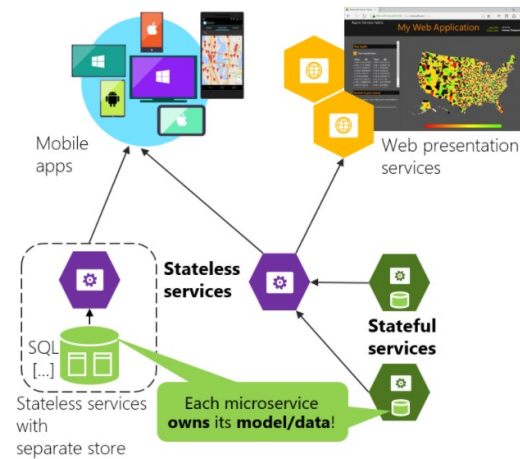 My Web Application
Mobile
apps
Web presentation
services
Stateless
services
Stateful
services
SQL
[...]
Stateless services
with
separate store
Each microservice
owns its model/data!